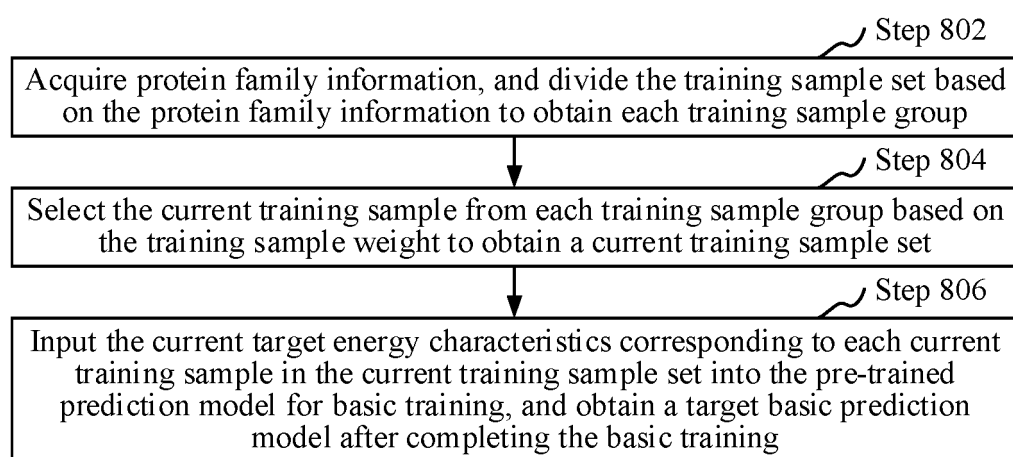 Step 802
Acquire protein family information, and divide the training sample set based
on the protein family information to obtain each training sample group
Step 804
Select the current training sample from each training sample group based on
the training sample weight to obtain a current training sample set
Step 806
Input the current target energy characteristics corresponding to each current
training sample in the current training sample set into the pre-trained
prediction model for basic training, and obtain a target basic prediction
model after completing the basic training